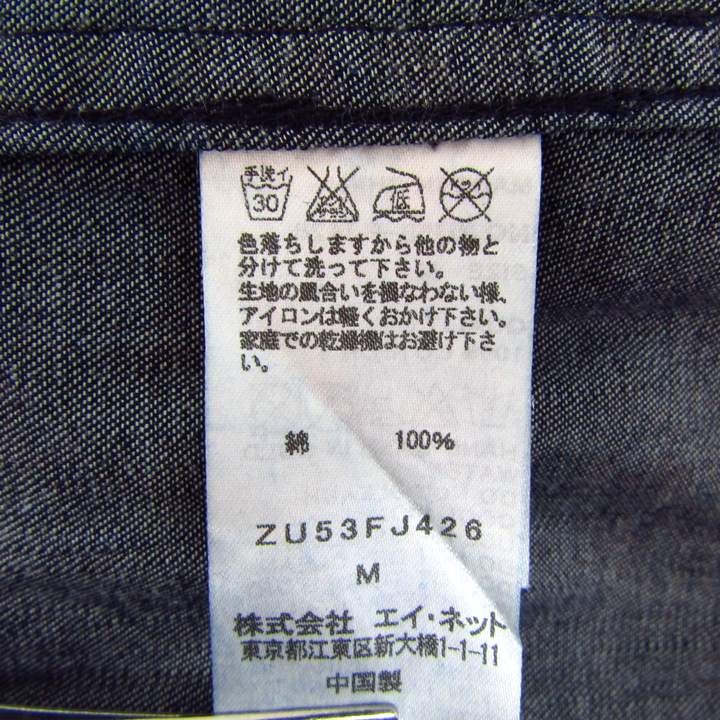 手洗イ
30
低
色落ちしますから他の物と
分けて洗って下さい。
生地の風合いを損なわない様、
アイロンは軽くおかけ下さい。
家庭での乾燥機はお避け下さ
い。
綿 100%
ZU53FJ426
M
株式会社 エイ・ネット
東京都江東区新大橋1-1-11
中国製